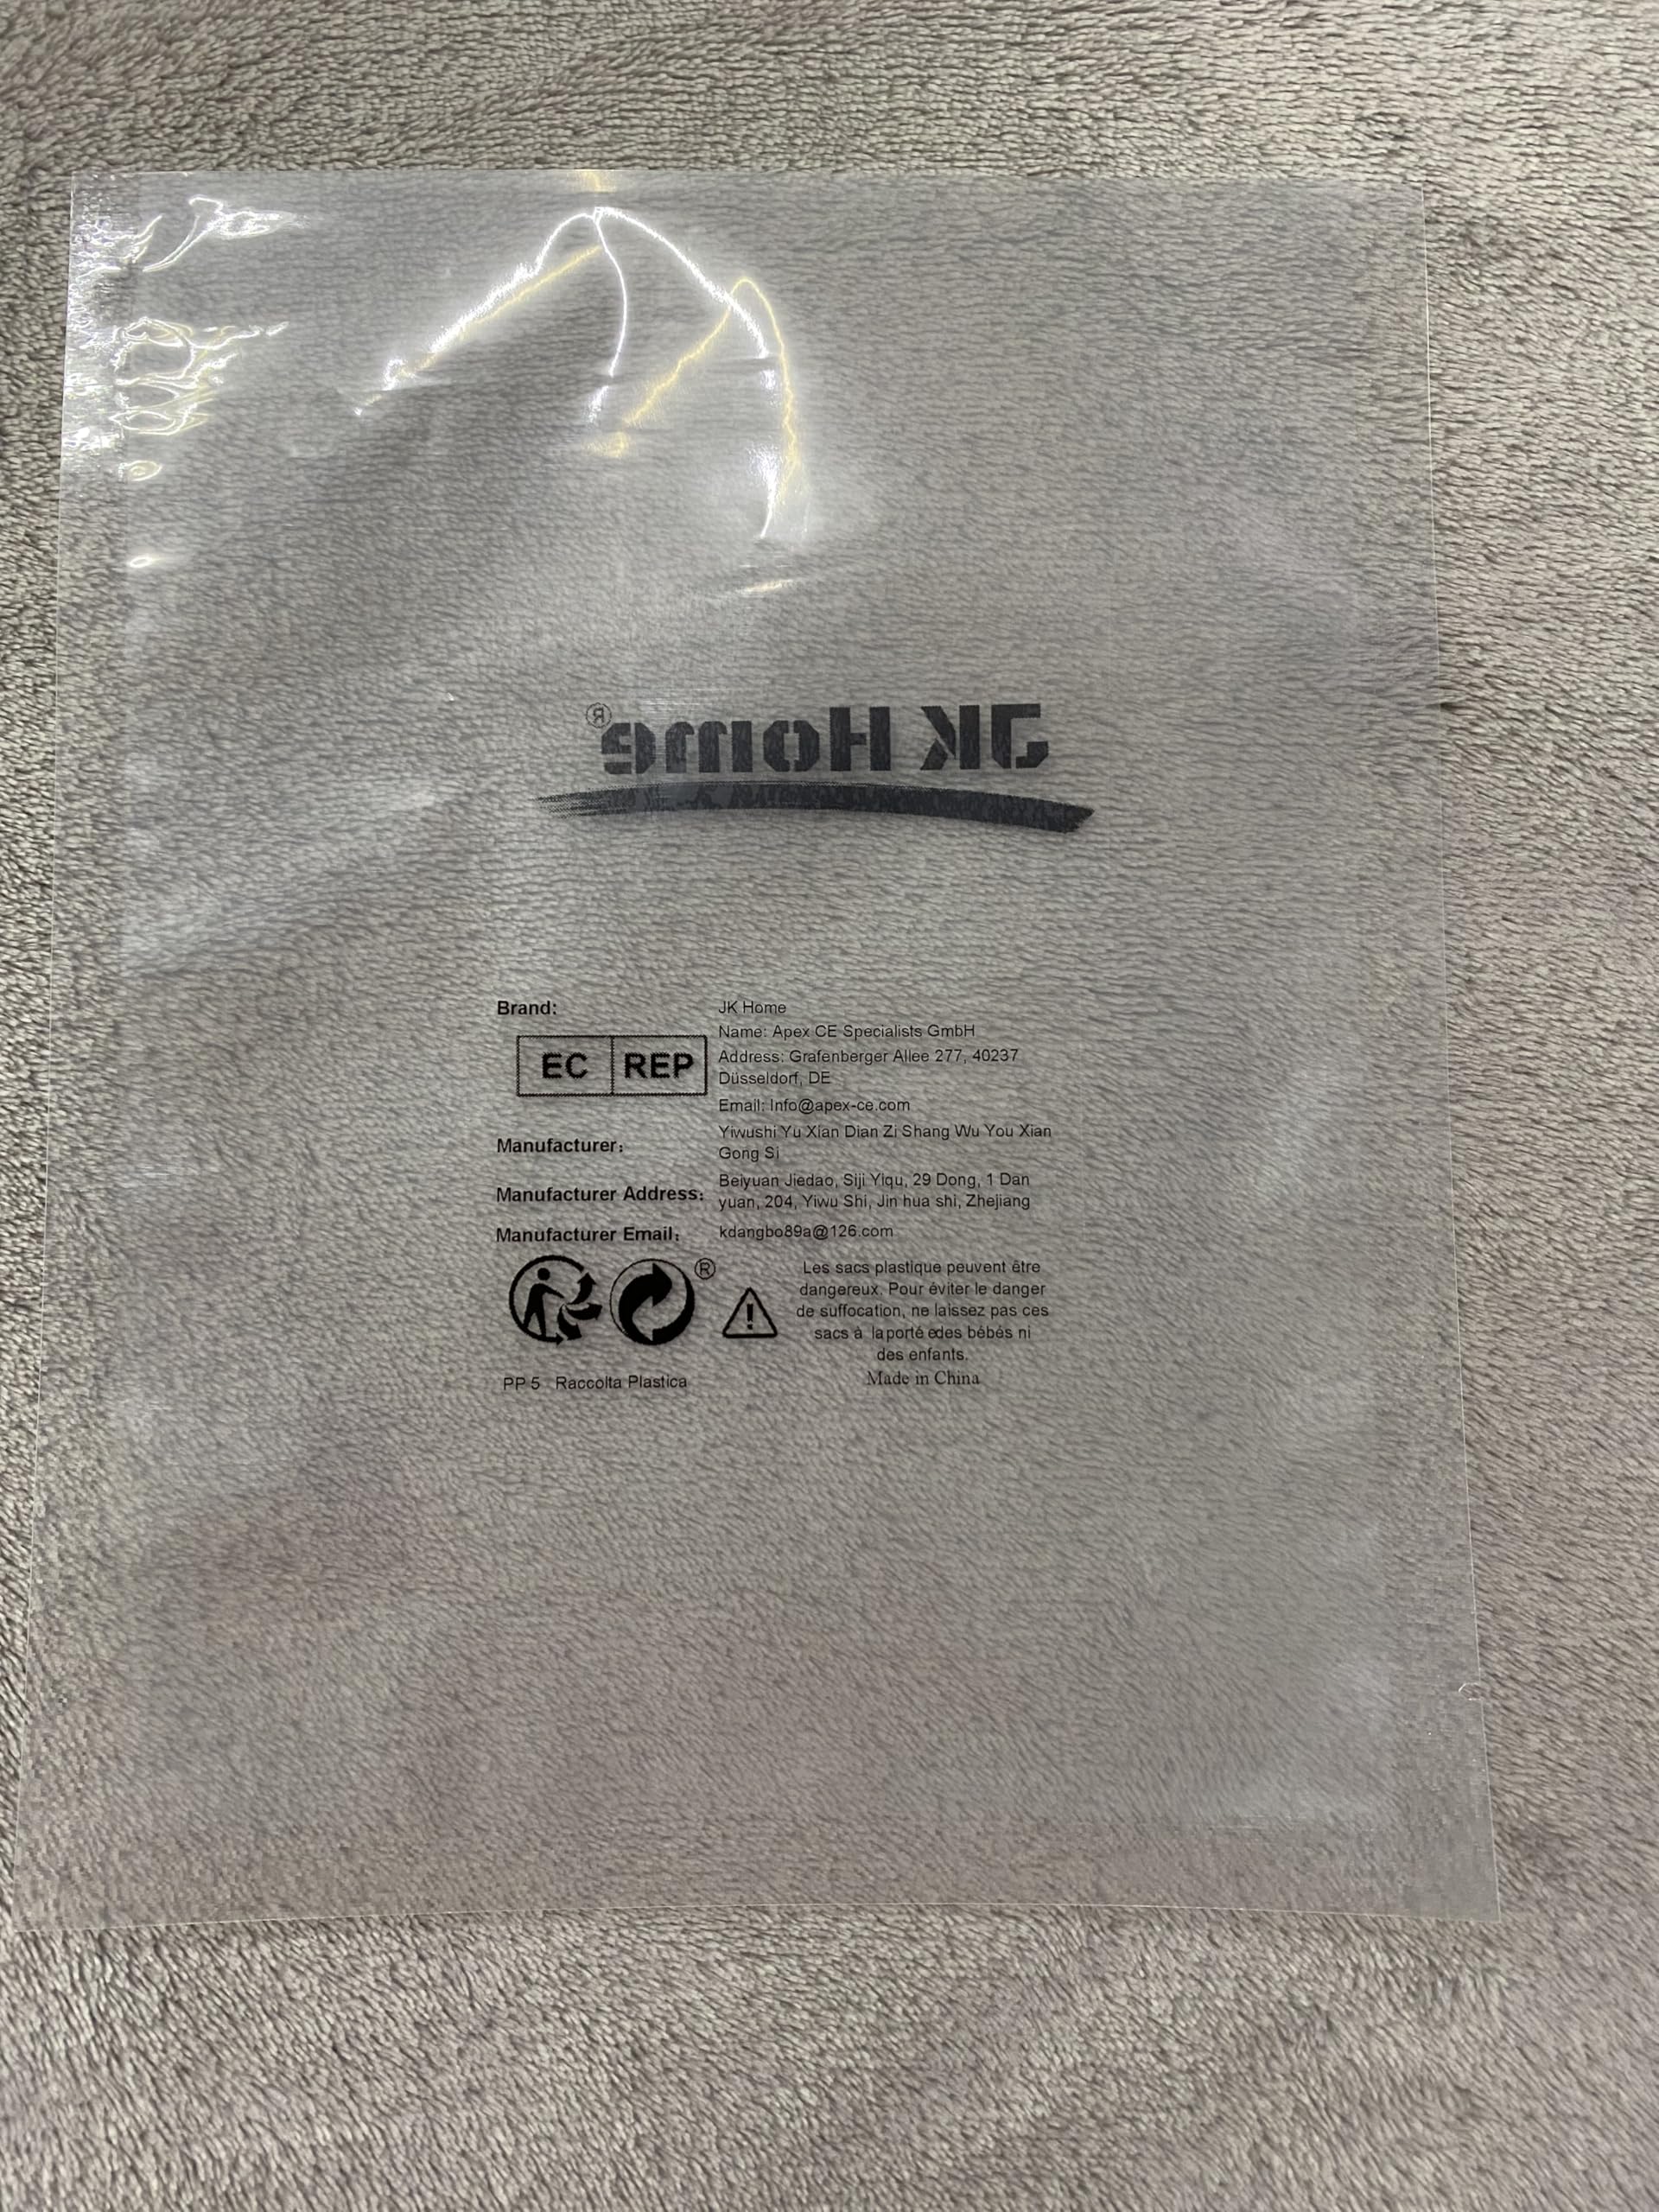 JK Home®
Brand: JK Home
EC REP
Name: Apex CE Specialists GmbH
Address: Grafenberger Allee 277, 40237
Düsseldorf, DE
Email: Info@apex-ce.com
Manufacturer: Yiwushi Yu Xian Dian Zi Shang Wu You Xian
Gong Si
Manufacturer Address: Beiyuan Jiedao, Siji Yiqu, 29 Dong, 1 Dan
yuan, 204, Yiwu Shi, Jin hua shi, Zhejiang
Manufacturer Email: kdangbo89a@126.com
®
Les sacs plastique peuvent être
dangereux. Pour éviter le danger
de suffocation, ne laissez pas ces
sacs à laporté edes bébés ni
des enfants.
PP 5 Raccolta Plastica
Made in China